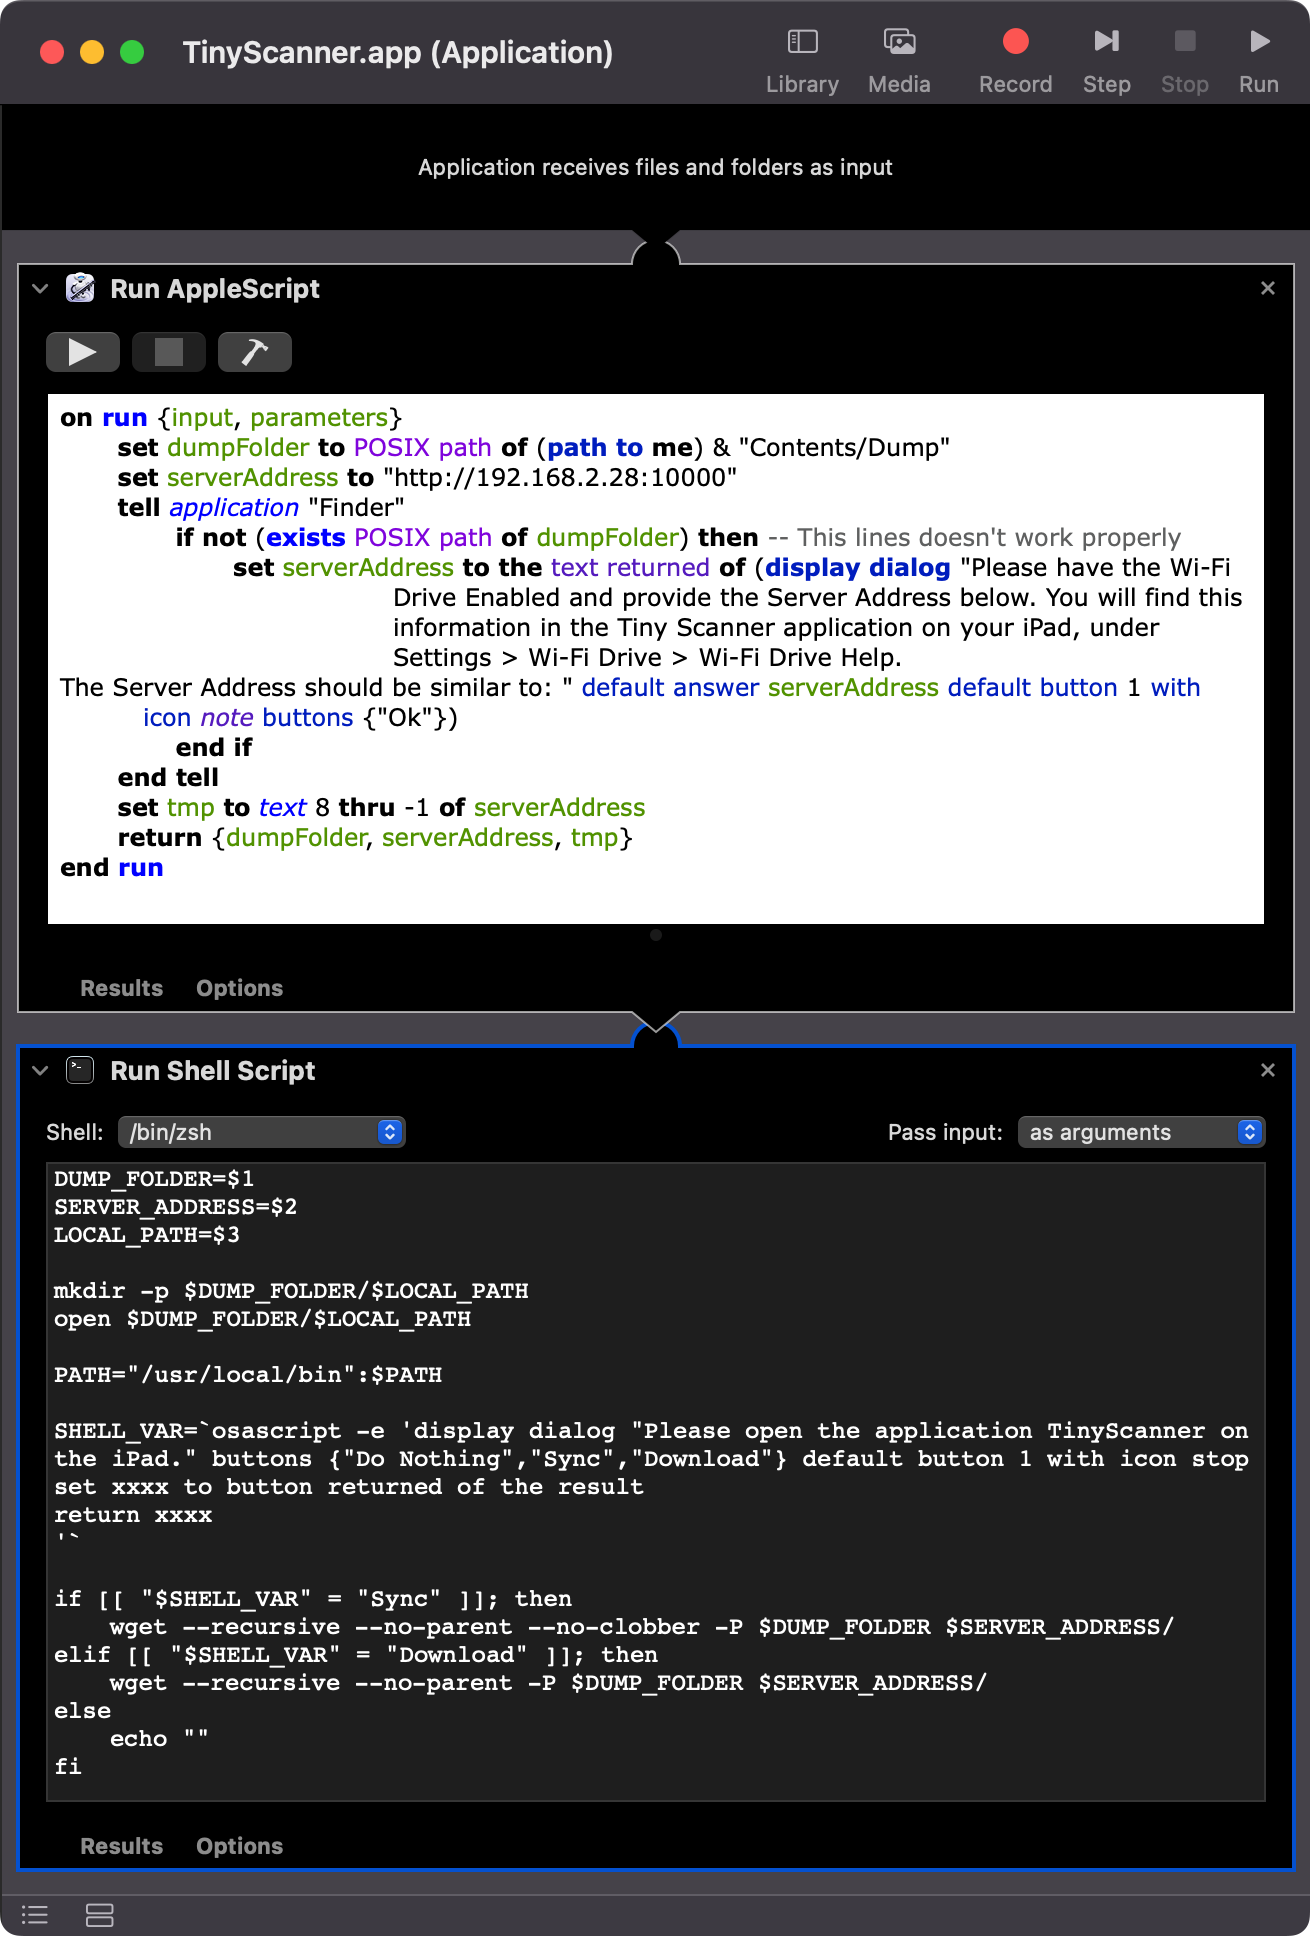 TinyScanner.app (Application)
Library Media Record Step Stop Run
Application receives files and folders as input
Run AppleScript
on run {input, parameters}
set dumpFolder to POSIX path of (path to me) & "Contents/Dump"
set serverAddress to "http://192.168.2.28:10000"
tell application "Finder"
if not (exists POSIX path of dumpFolder) then -- This lines doesn't work properly
set serverAddress to the text returned of (display dialog "Please have the Wi-Fi
Drive Enabled and provide the Server Address below. You will find this
information in the Tiny Scanner application on your iPad, under
Settings > Wi-Fi Drive > Wi-Fi Drive Help.
The Server Address should be similar to: " default answer serverAddress default button 1 with
icon note buttons {"Ok"})
end if
end tell
set tmp to text 8 thru -1 of serverAddress
return {dumpFolder, serverAddress, tmp}
end run
Results Options
Run Shell Script
Shell: /bin/zsh Pass input: as arguments
DUMP_FOLDER=$1
SERVER_ADDRESS=$2
LOCAL_PATH=$3
mkdir -p $DUMP_FOLDER/$LOCAL_PATH
open $DUMP_FOLDER/$LOCAL_PATH
PATH="/usr/local/bin":$PATH
SHELL_VAR=`osascript -e 'display dialog "Please open the application TinyScanner on
the iPad." buttons {"Do Nothing","Sync","Download"} default button 1 with icon stop
set xxxx to button returned of the result
return xxxx
'`
if [[ "$SHELL_VAR" = "Sync" ]]; then
wget --recursive --no-parent --no-clobber -P $DUMP_FOLDER $SERVER_ADDRESS/
elif [[ "$SHELL_VAR" = "Download" ]]; then
wget --recursive --no-parent -P $DUMP_FOLDER $SERVER_ADDRESS/
else
echo ""
fi
Results Options